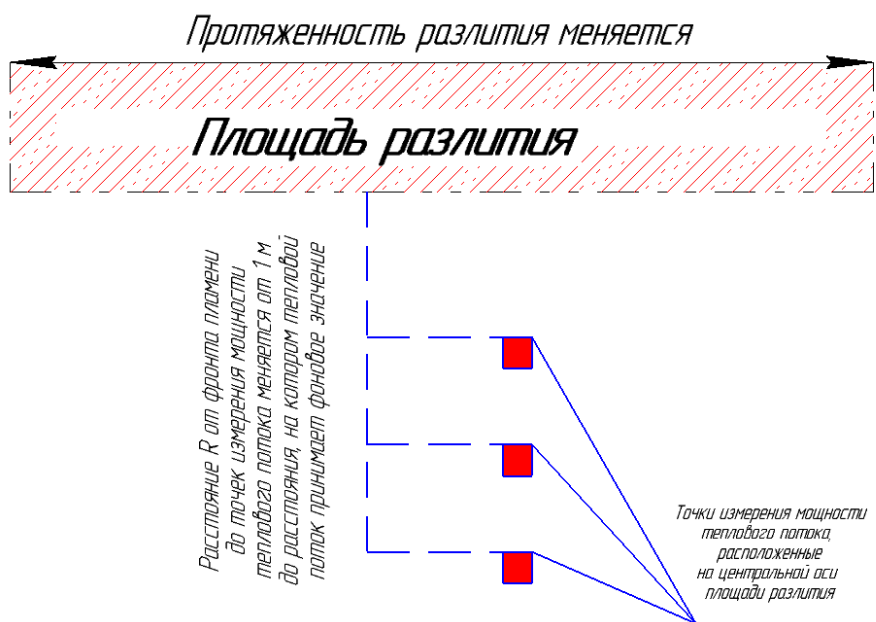 Протяженность разлития меняется
Площадь разлития
Расстояние R от фронта пламени
до точек измерения мощности
теплового потока меняется от 1 м
до расстояния, на котором тепловой
поток принимает фоновое значение
Точки измерения мощности
теплового потока,
расположенные
на центральной оси
площади разлития